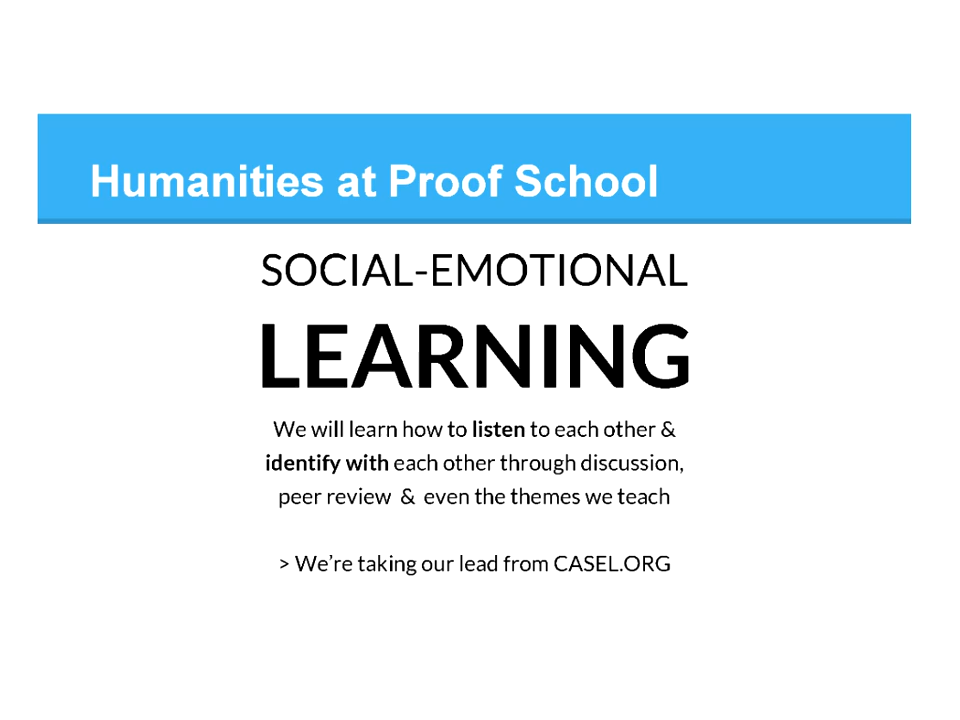 Humanities at Proof School
SOCIAL-EMOTIONAL
LEARNING
We will learn how to listen to each other &
identify with each other through discussion,
peer review & even the themes we teach
> We’re taking our lead from CASEL.ORG